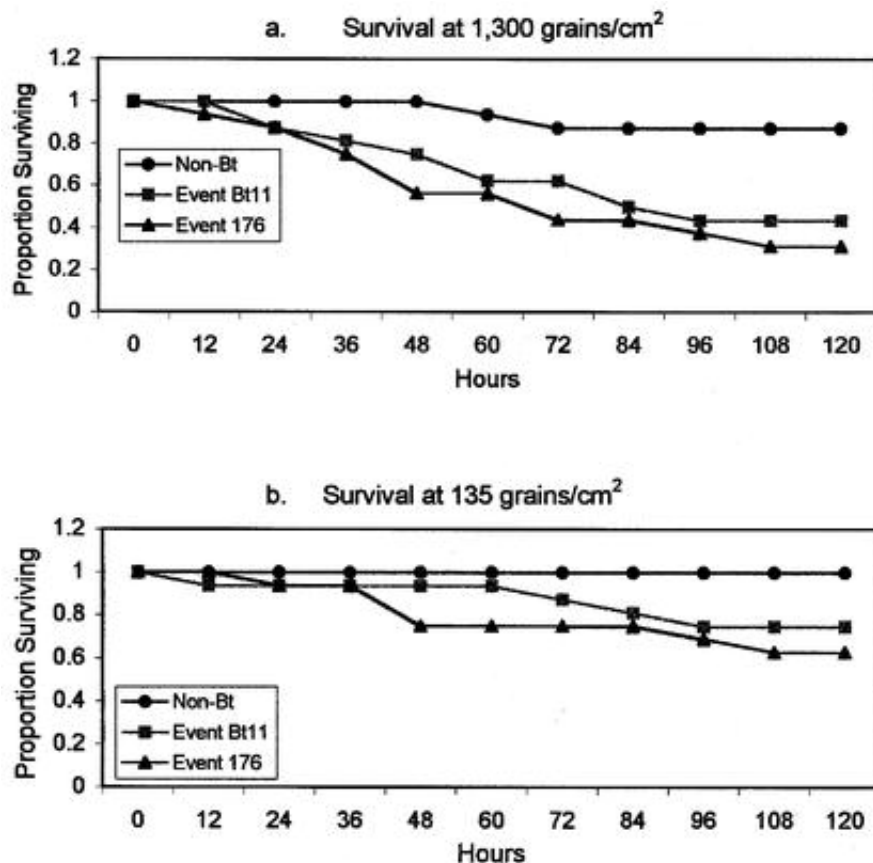 a. Survival at 1,300 grains/cm²
Proportion Surviving
1.2
1
0.8
0.6
0.4
0.2
0
Non-Bt
Event Bt11
Event 176
0 12 24 36 48 60 72 84 96 108 120
Hours
b. Survival at 135 grains/cm²
Proportion Surviving
1.2
1
0.8
0.6
0.4
0.2
0
Non-Bt
Event Bt11
Event 176
0 12 24 36 48 60 72 84 96 108 120
Hours